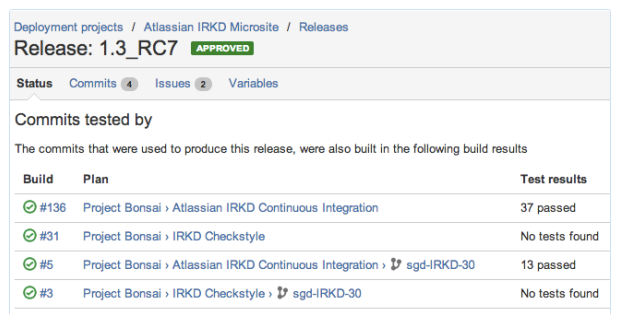 Deployment projects / Atlassian IRKD Microsite / Releases
Release: 1.3_RC7 APPROVED
Status Commits 4 Issues 2 Variables
Commits tested by
The commits that were used to produce this release, were also built in the following build results
Build Plan Test results
#136 Project Bonsai › Atlassian IRKD Continuous Integration 37 passed
#31 Project Bonsai › IRKD Checkstyle No tests found
#5 Project Bonsai › Atlassian IRKD Continuous Integration › sgd-IRKD-30 13 passed
#3 Project Bonsai › IRKD Checkstyle › sgd-IRKD-30 No tests found